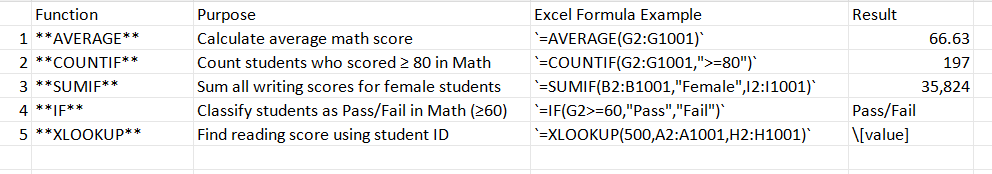 Function Purpose Excel Formula Example Result
1 **AVERAGE** Calculate average math score `=AVERAGE(G2:G1001)` 66.63
2 **COUNTIF** Count students who scored ≥ 80 in Math `=COUNTIF(G2:G1001,">=80")` 197
3 **SUMIF** Sum all writing scores for female students `=SUMIF(B2:B1001,"Female",I2:I1001)` 35,824
4 **IF** Classify students as Pass/Fail in Math (≥60) `=IF(G2>=60,"Pass","Fail")` Pass/Fail
5 **XLOOKUP** Find reading score using student ID `=XLOOKUP(500,A2:A1001,H2:H1001)` \[value]